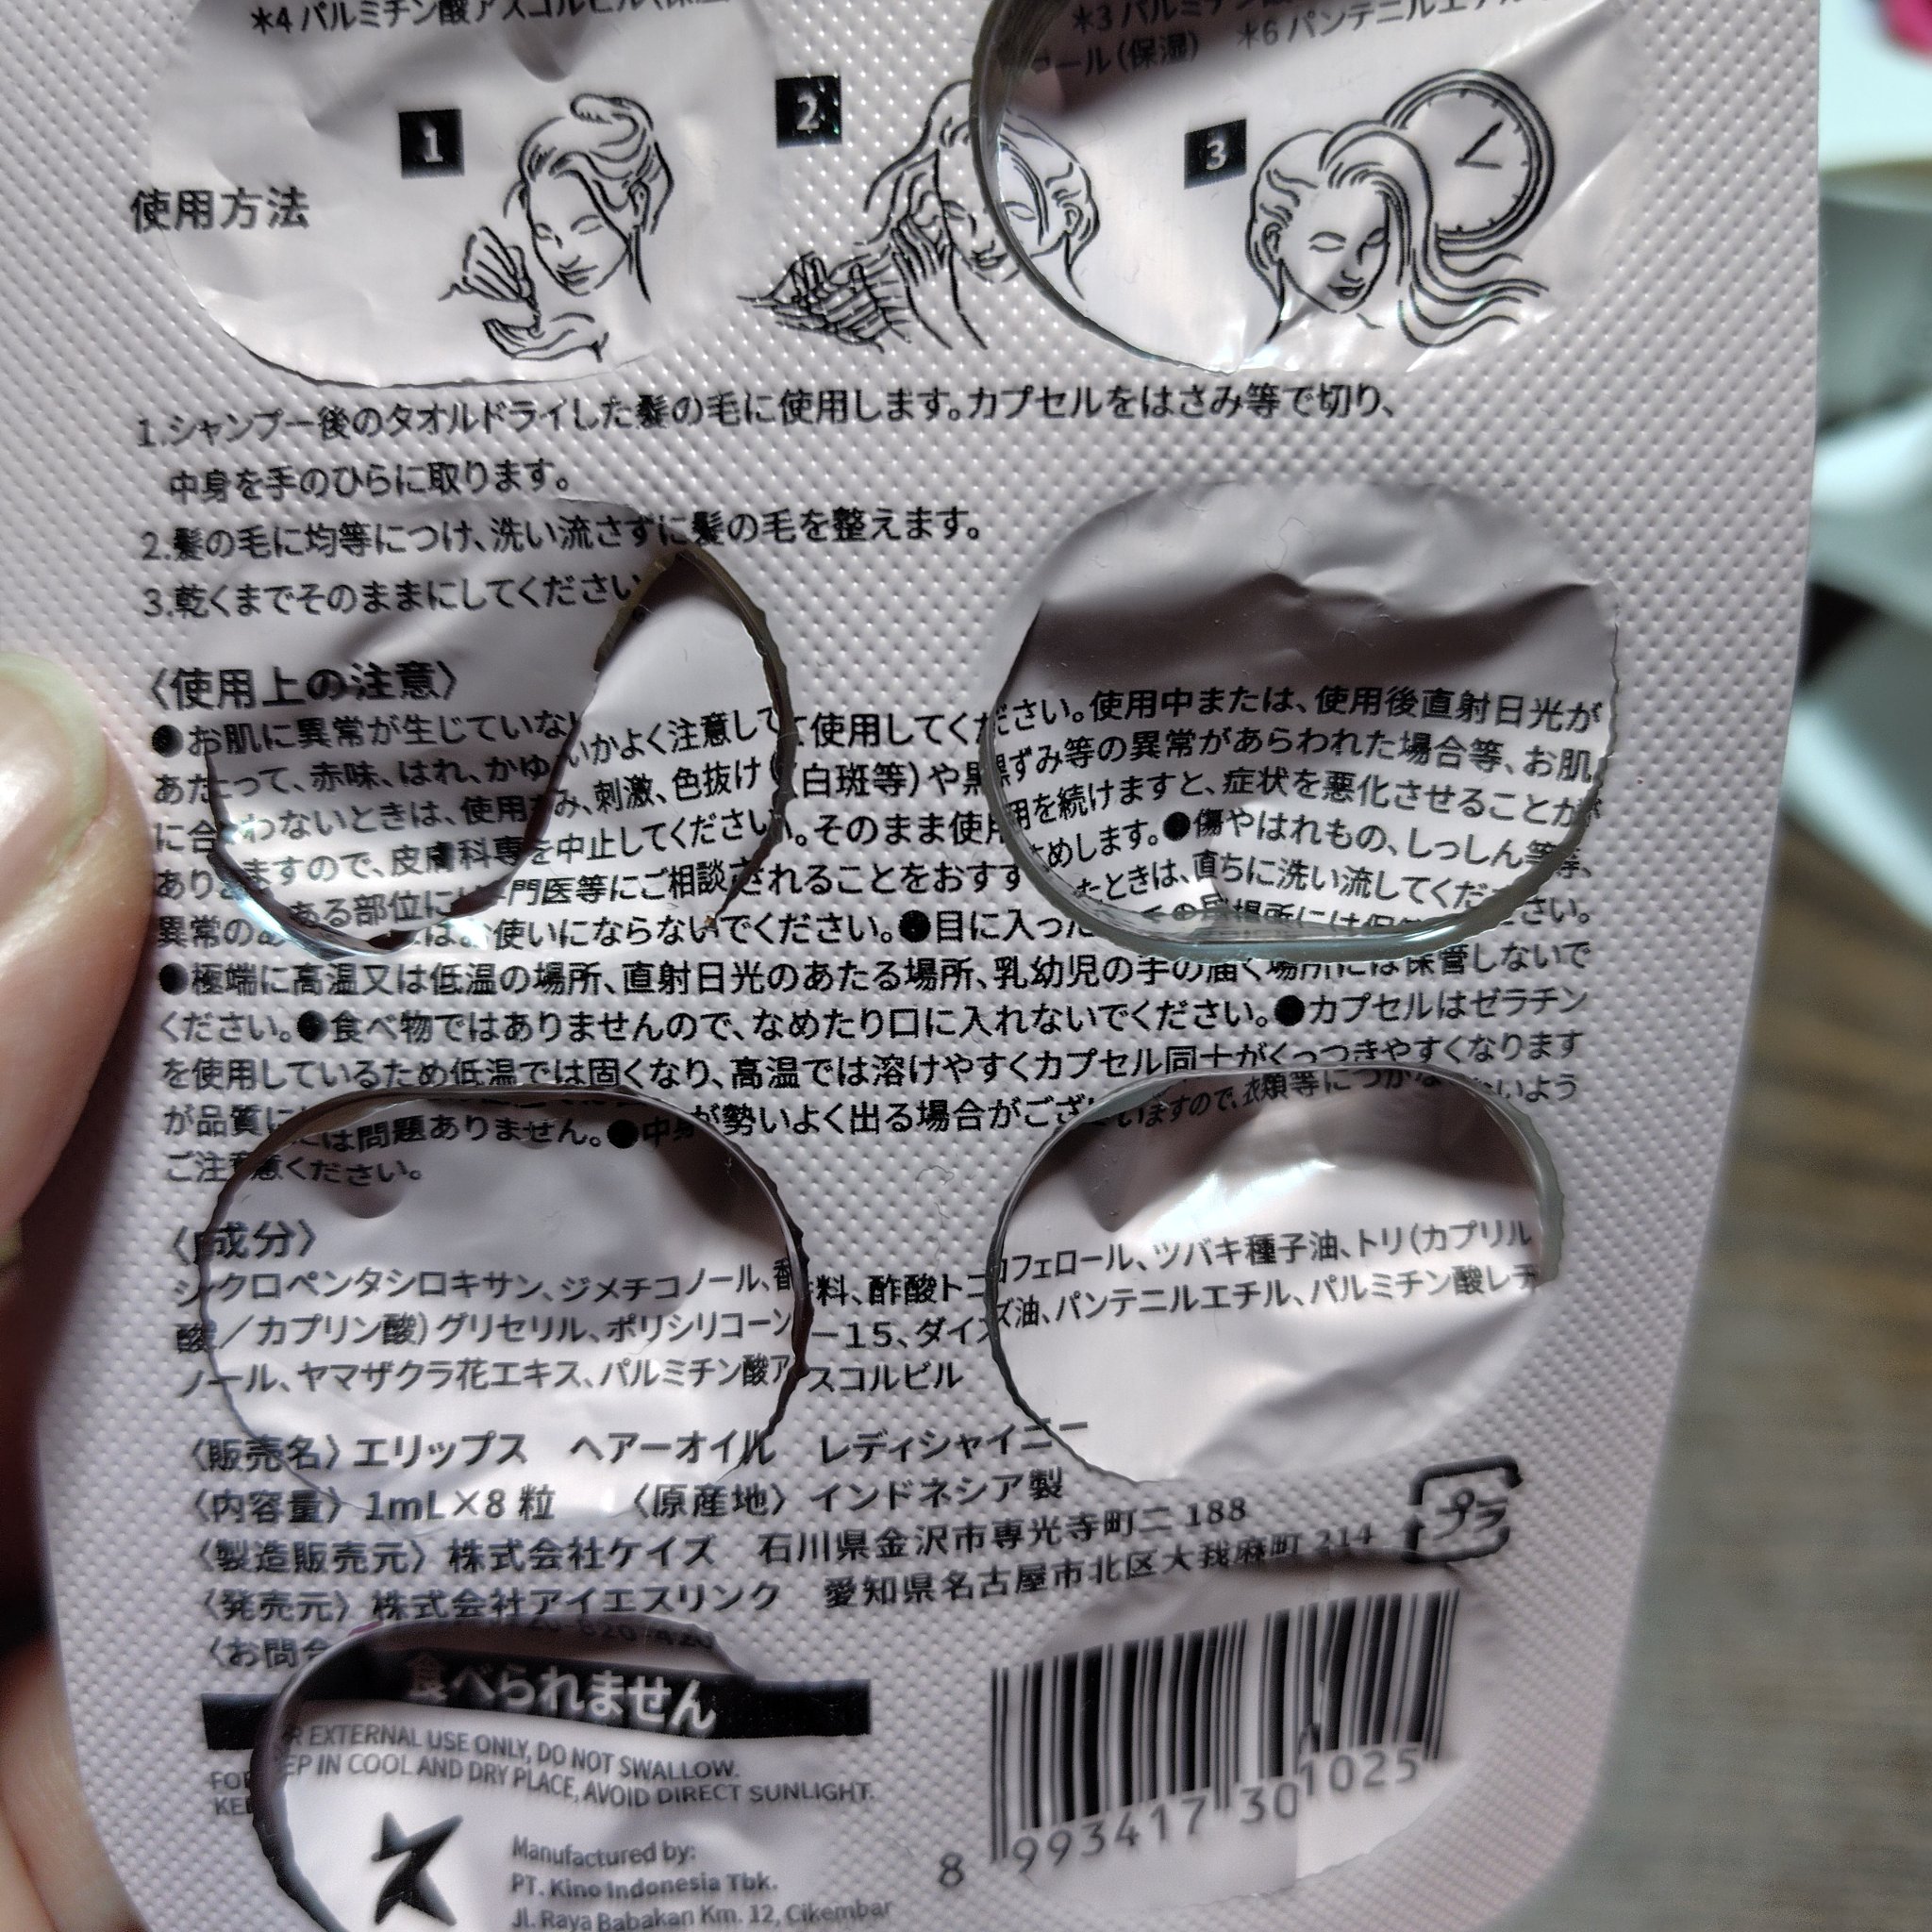 *4 パルミチン酸アスコルビル(保湿
*3 パルミチン酸
コール(保湿) *6 パンテニルエチル
1
2
3
使用方法
1.シャンプー後のタオルドライした髪の毛に使用します。カプセルをはさみ等で切り、
中身を手のひらに取ります。
2.髪の毛に均等につけ、洗い流さずに髪の毛を整えます。
3.乾くまでそのままにしてください
〈使用上の注意〉
●お肌に異常が生じていないかよく注意して使用してください。使用中または、使用後直射日光が
あたって、赤味、はれ、かゆみ、刺激、色抜け(白斑等)や黒ずみ等の異常があらわれた場合等、お肌
に合わないときは、使用を中止してください。そのまま使用を続けますと、症状を悪化させることが
ありますので、皮膚科専門医等にご相談されることをおすすめします。●傷やはれもの、しっしん等、
異常のある部位にはお使いにならないでください。●目に入ったときは、直ちに洗い流してください。
●極端に高温又は低温の場所、直射日光のあたる場所、乳幼児の手の届く場所には保管しないで
ください。●食べ物ではありませんので、なめたり口に入れないでください。●カプセルはゼラチン
を使用しているため低温では固くなり、高温では溶けやすくカプセル同士がくっつきやすくなります
が品質には問題ありません。●中身が勢いよく出る場合がございますので、衣類等につかないよう
ご注意ください。
〈成分〉
シクロペンタシロキサン、ジメチコノール、香料、酢酸トコフェロール、ツバキ種子油、トリ(カプリル
酸/カプリン酸)グリセリル、ポリシリコーン-15、ダイズ油、パンテニルエチル、パルミチン酸レチ
ノール、ヤマザクラ花エキス、パルミチン酸アスコルビル
〈販売名〉エリップス ヘアーオイル レディシャイニー
〈内容量〉1mL×8粒 〈原産地〉インドネシア製
〈製造販売元〉株式会社ケイズ 石川県金沢市専光寺町ニ 188
〈発売元〉株式会社アイエスリンク 愛知県名古屋市北区大我麻町 214
〈お問合
プラ
食べられません
FOR EXTERNAL USE ONLY, DO NOT SWALLOW.
KEEP IN COOL AND DRY PLACE, AVOID DIRECT SUNLIGHT.
Manufactured by:
PT. Kino Indonesia Tbk.
Jl. Raya Babakan Km. 12, Cikembar
8 993417 301025